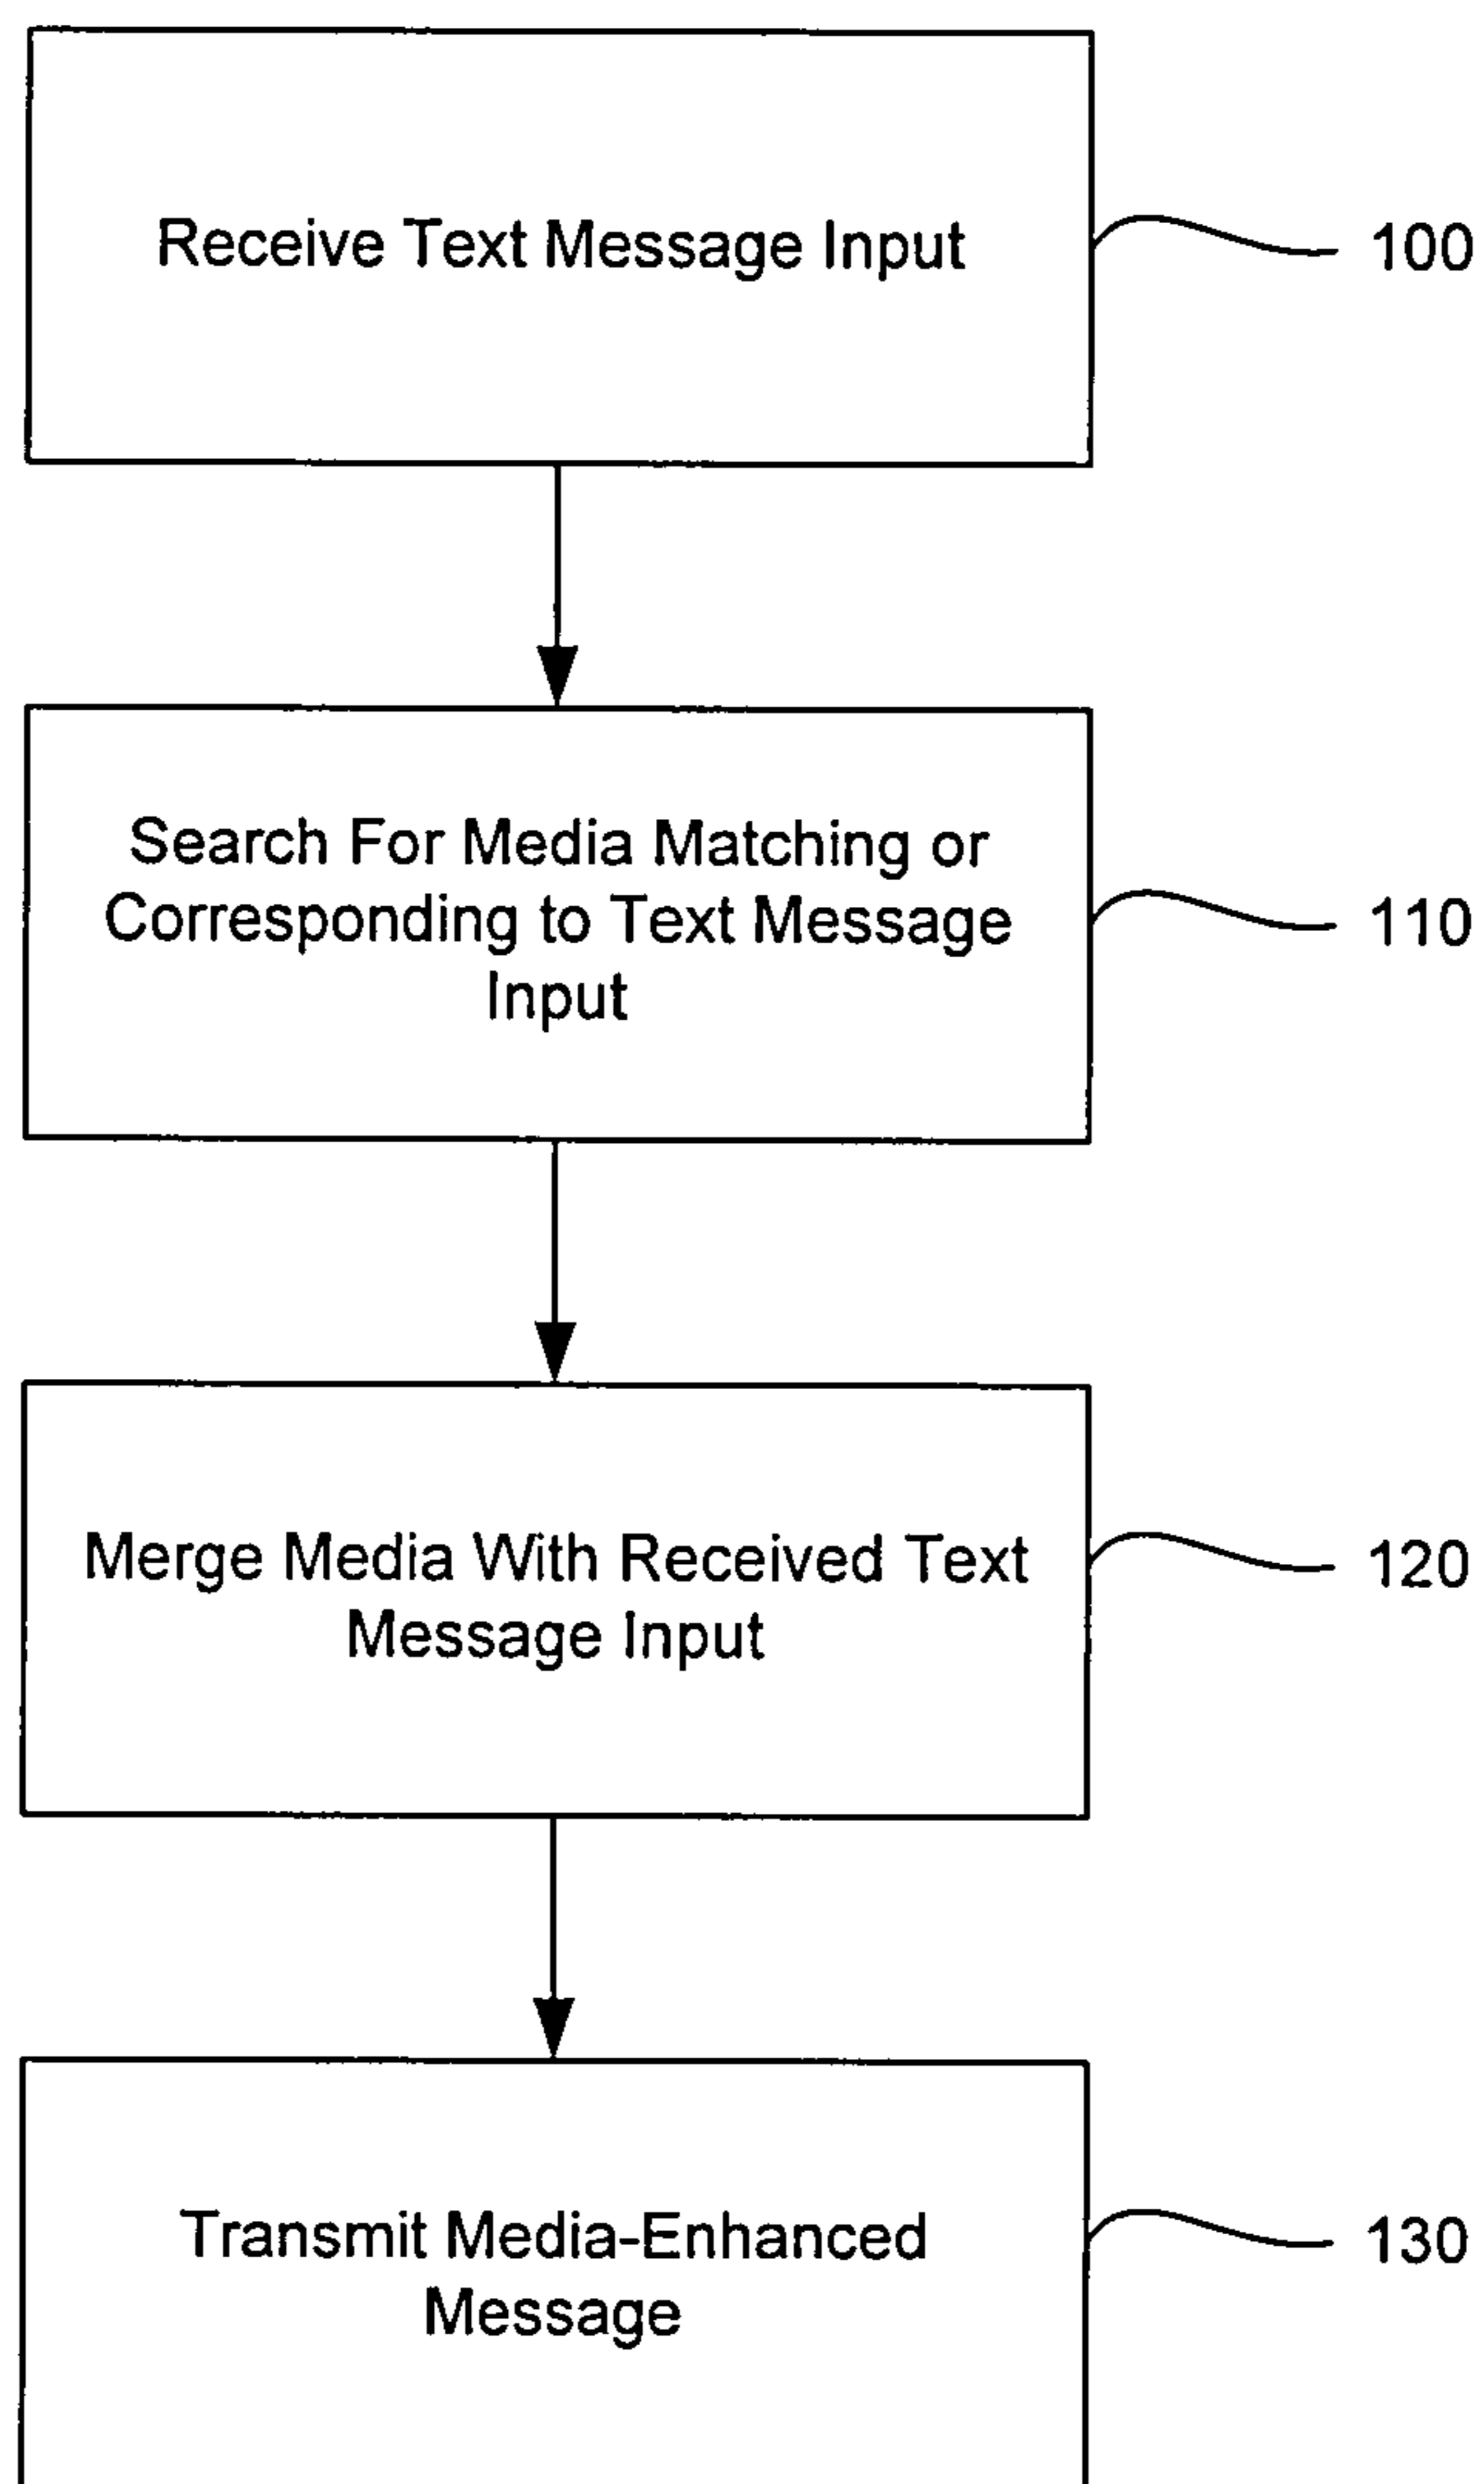 Receive Text Message Input
100
Search For Media Matching or
Corresponding to Text Message
Input
110
Merge Media With Received Text
Message Input
120
Transmit Media-Enhanced
Message
130